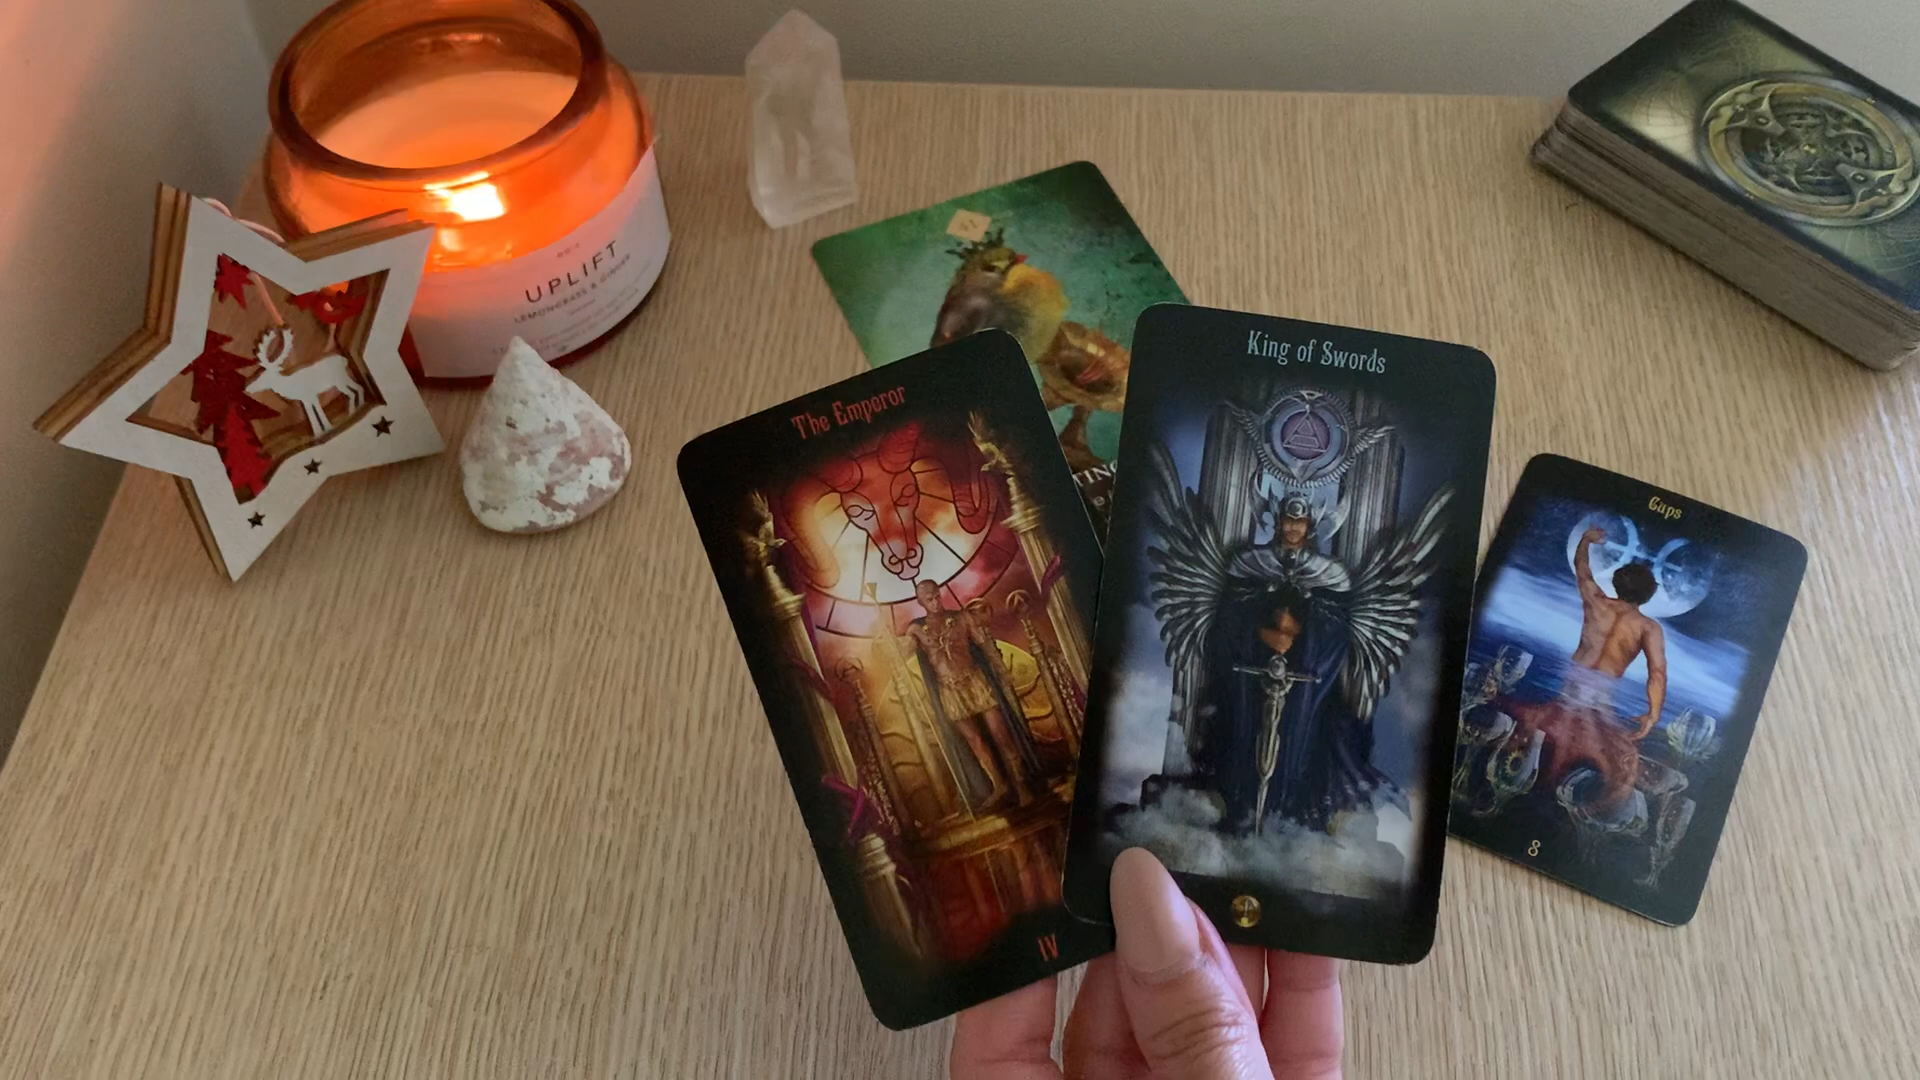 UPLIFT
LEMONGRASS & GINGER
The Emperor
IV
King of Swords
Cups
8